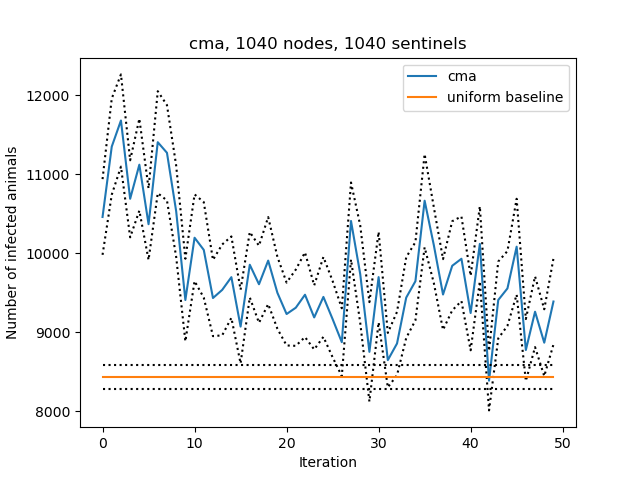 cma, 1040 nodes, 1040 sentinels
cma
uniform baseline
Number of infected animals
12000
11000
10000
9000
8000
0 10 20 30 40 50
Iteration